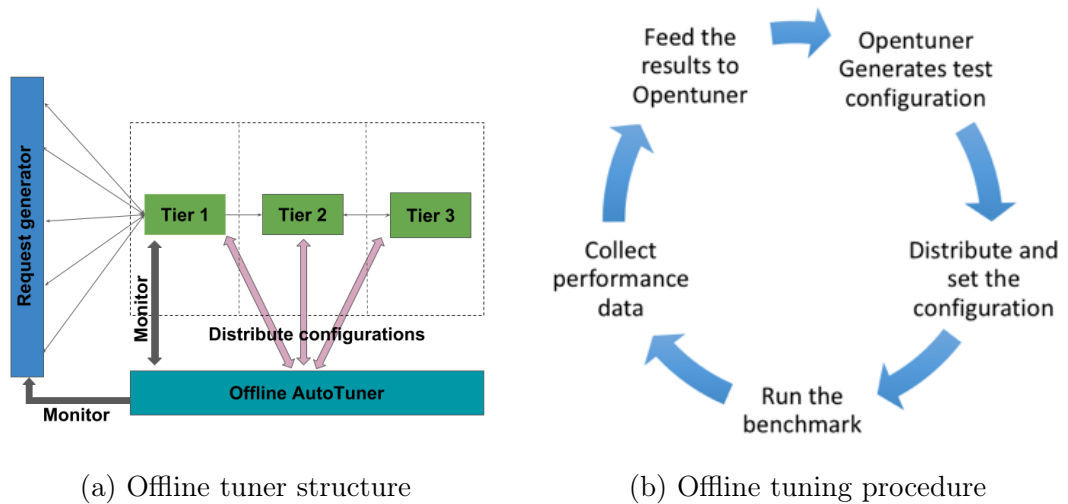 Request generator
Tier 1
Tier 2
Tier 3
Monitor
Distribute configurations
Offline AutoTuner
Monitor
(a) Offline tuner structure
Feed the
results to
Opentuner
Opentuner
Generates test
configuration
Distribute and
set the
configuration
Run the
benchmark
Collect
performance
data
(b) Offline tuning procedure